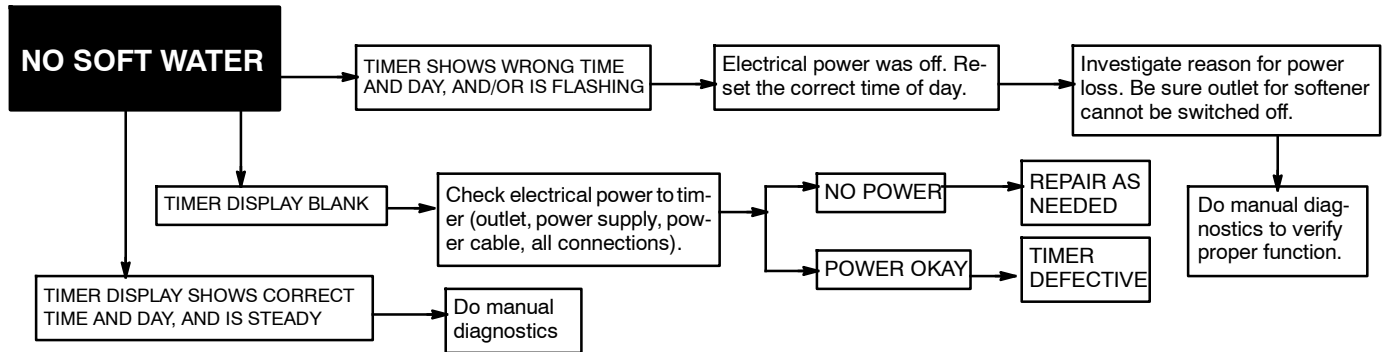 NO SOFT WATER
TIMER SHOWS WRONG TIME
AND DAY, AND/OR IS FLASHING
Electrical power was off. Re-
set the correct time of day.
Investigate reason for power
loss. Be sure outlet for softener
cannot be switched off.
Do manual diag-
nostics to verify
proper function.
TIMER DISPLAY BLANK
Check electrical power to tim-
er (outlet, power supply, pow-
er cable, all connections).
NO POWER
REPAIR AS
NEEDED
POWER OKAY
TIMER
DEFECTIVE
TIMER DISPLAY SHOWS CORRECT
TIME AND DAY, AND IS STEADY
Do manual
diagnostics